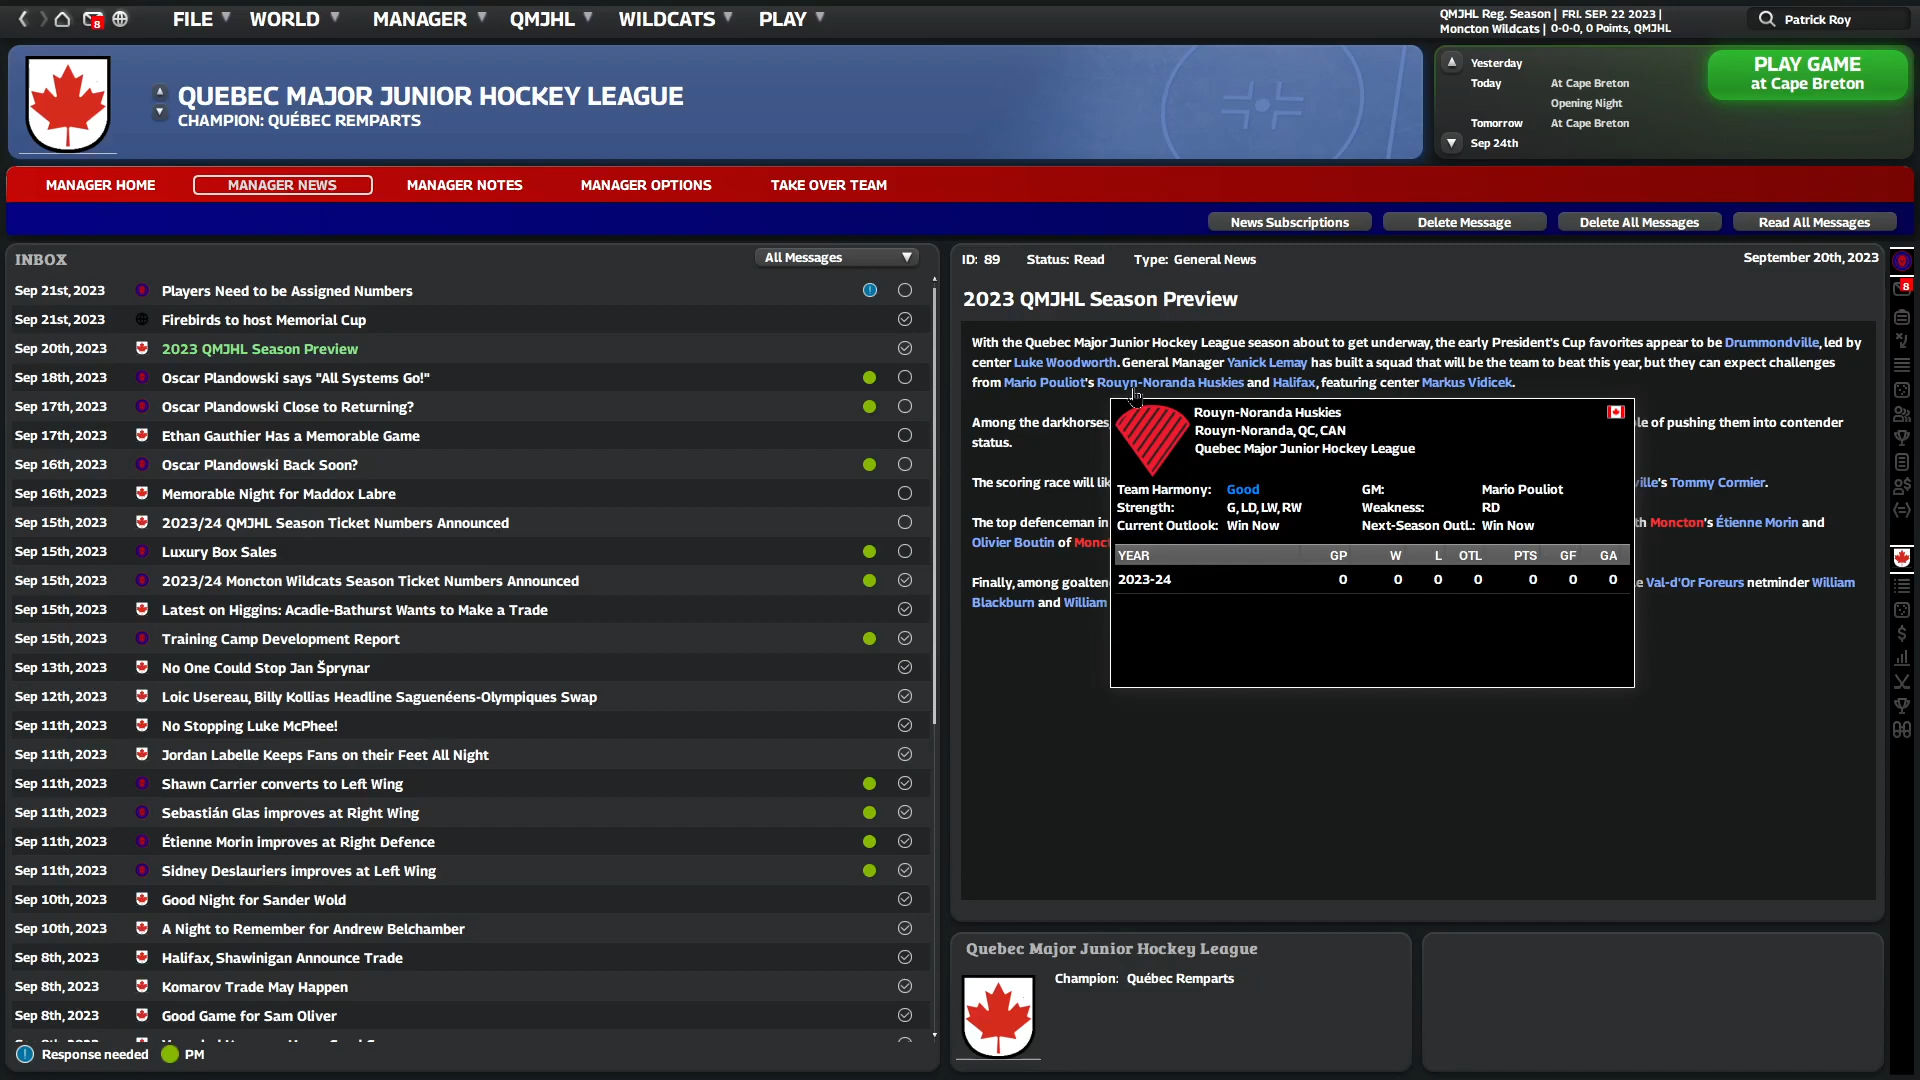 8
FILE
WORLD
MANAGER
QMJHL
WILDCATS
PLAY
QMJHL Reg. Season | FRI. SEP. 22 2023 |
Moncton Wildcats | 0-0-0, 0 Points, QMJHL
Patrick Roy
QUEBEC MAJOR JUNIOR HOCKEY LEAGUE
CHAMPION: QUÉBEC REMPARTS
Yesterday
Today At Cape Breton
Opening Night
Tomorrow At Cape Breton
Sep 24th
PLAY GAME
at Cape Breton
MANAGER HOME
MANAGER NEWS
MANAGER NOTES
MANAGER OPTIONS
TAKE OVER TEAM
News Subscriptions
Delete Message
Delete All Messages
Read All Messages
INBOX
All Messages
Sep 21st, 2023 Players Need to be Assigned Numbers
Sep 21st, 2023 Firebirds to host Memorial Cup
Sep 20th, 2023 2023 QMJHL Season Preview
Sep 18th, 2023 Oscar Plandowski says "All Systems Go!"
Sep 17th, 2023 Oscar Plandowski Close to Returning?
Sep 17th, 2023 Ethan Gauthier Has a Memorable Game
Sep 16th, 2023 Oscar Plandowski Back Soon?
Sep 16th, 2023 Memorable Night for Maddox Labre
Sep 15th, 2023 2023/24 QMJHL Season Ticket Numbers Announced
Sep 15th, 2023 Luxury Box Sales
Sep 15th, 2023 2023/24 Moncton Wildcats Season Ticket Numbers Announced
Sep 15th, 2023 Latest on Higgins: Acadie-Bathurst Wants to Make a Trade
Sep 15th, 2023 Training Camp Development Report
Sep 13th, 2023 No One Could Stop Jan Šprynar
Sep 12th, 2023 Loic Usereau, Billy Kollias Headline Saguenéens-Olympiques Swap
Sep 11th, 2023 No Stopping Luke McPhee!
Sep 11th, 2023 Jordan Labelle Keeps Fans on their Feet All Night
Sep 11th, 2023 Shawn Carrier converts to Left Wing
Sep 11th, 2023 Sebastián Glas improves at Right Wing
Sep 11th, 2023 Étienne Morin improves at Right Defence
Sep 11th, 2023 Sidney Deslauriers improves at Left Wing
Sep 10th, 2023 Good Night for Sander Wold
Sep 10th, 2023 A Night to Remember for Andrew Belchamber
Sep 8th, 2023 Halifax, Shawinigan Announce Trade
Sep 8th, 2023 Komarov Trade May Happen
Sep 8th, 2023 Good Game for Sam Oliver
Response needed
PM
ID: 89 Status: Read Type: General News
September 20th, 2023
2023 QMJHL Season Preview
With the Quebec Major Junior Hockey League season about to get underway, the early President's Cup favorites appear to be Drummondville, led by
center Luke Woodworth. General Manager Yanick Lemay has built a squad that will be the team to beat this year, but they can expect challenges
from Mario Pouliot's Rouyn-Noranda Huskies and Halifax, featuring center Markus Vidicek.
Among the darkhorses le of pushing them into contender
status.
The scoring race will lik ville's Tommy Cormier.
The top defenceman in th Moncton's Étienne Morin and
Olivier Boutin of Monct
Finally, among goalten e Val-d'Or Foreurs netminder William
Blackburn and William
Rouyn-Noranda Huskies
Rouyn-Noranda, QC, CAN
Quebec Major Junior Hockey League
Team Harmony: Good GM: Mario Pouliot
Strength: G, LD, LW, RW Weakness: RD
Current Outlook: Win Now Next-Season Outl.: Win Now
YEAR GP W L OTL PTS GF GA
2023-24 0 0 0 0 0 0 0
8
Quebec Major Junior Hockey League
Champion: Québec Remparts